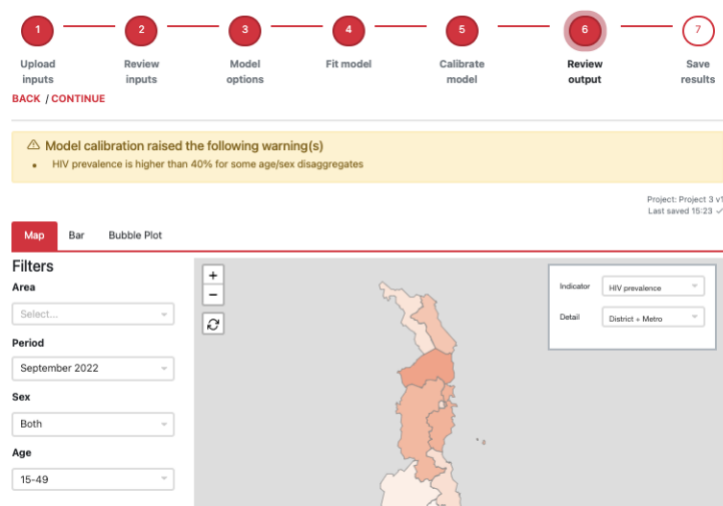 1 2 3 4 5 6 7
Upload inputs Review inputs Model options Fit model Calibrate model Review output Save results
BACK / CONTINUE
Model calibration raised the following warning(s)
• HIV prevalence is higher than 40% for some age/sex disaggregates
Project: Project 3 v1
Last saved 15:23 ✓
Map Bar Bubble Plot
Filters
Area
Select...
Period
September 2022
Sex
Both
Age
15-49
+
−
Indicator HIV prevalence
Detail District + Metro